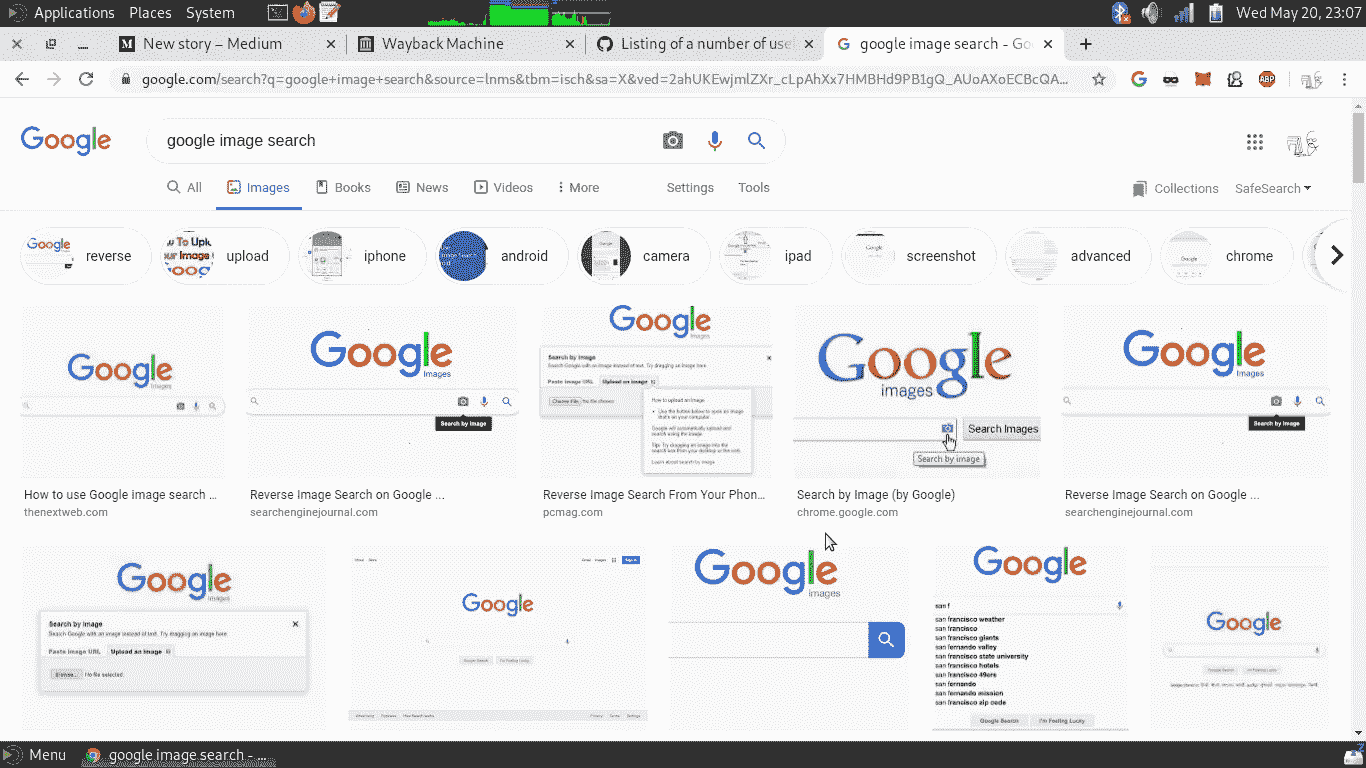 Applications Places System Wed May 20, 23:07
New story – Medium Wayback Machine Listing of a number of use google image search - Go
google.com/search?q=google+image+search&source=lnms&tbm=isch&sa=X&ved=2ahUKEwjmlZXr_cLpAhXx7HMBHd9PB1gQ_AUoAXoECBcQA... ABP
Google google image search
All Images Books News Videos More Settings Tools Collections SafeSearch
reverse upload iphone android camera ipad screenshot advanced chrome
Google images
Search by image
Google images
Search by image
Search Google with an image instead of text. Try dragging an image here.
Paste image URL Upload an image
Choose File No file chosen
How to upload an image
Use the button below to open an image that's on your computer.
Google will automatically upload and search using the image.
Tip: Try dragging an image into the search box from your desktop or the web.
Learn about search by image
Google images
Search Images
Search by image
Google images
Search by image
How to use Google image search ... Reverse Image Search on Google ... Reverse Image Search From Your Phon... Search by Image (by Google) Reverse Image Search on Google ...
thenextweb.com searchenginejournal.com pcmag.com chrome.google.com searchenginejournal.com
Google images
Search by image
Search Google with an image instead of text. Try dragging an image here.
Paste image URL Upload an image
Browse... No file selected.
Google
Google Search I'm Feeling Lucky
Google images
Google
san f
san francisco weather
san francisco
san francisco giants
san fernando valley
san francisco state university
san francisco hotels
san francisco 49ers
san fernando
san fernando mission
san francisco zip code
Google Search I'm Feeling Lucky
Google
Google Search I'm Feeling Lucky
Menu google image search - ...